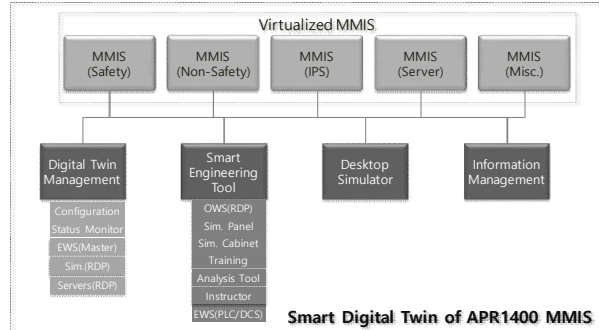 Virtualized MMIS
MMIS
(Safety)
MMIS
(Non-Safety)
MMIS
(IPS)
MMIS
(Server)
MMIS
(Misc.)
Digital Twin
Management
Smart
Engineering
Tool
Desktop
Simulator
Information
Management
Configuration
Status Monitor
EWS(Master)
Sim.(RDP)
Servers(RDP)
OWS(RDP)
Sim. Panel
Sim. Cabinet
Training
Analysis Tool
Instructor
EWS(PLC/DCS)
Smart Digital Twin of APR1400 MMIS